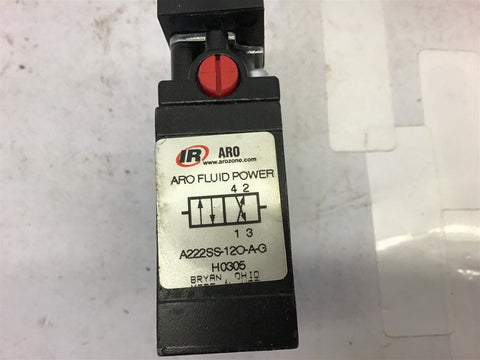 IR ARO
www.arozone.com
ARO FLUID POWER
4 2
1 3
A222SS-120-A-G
H0305
BRYAN, OHIO